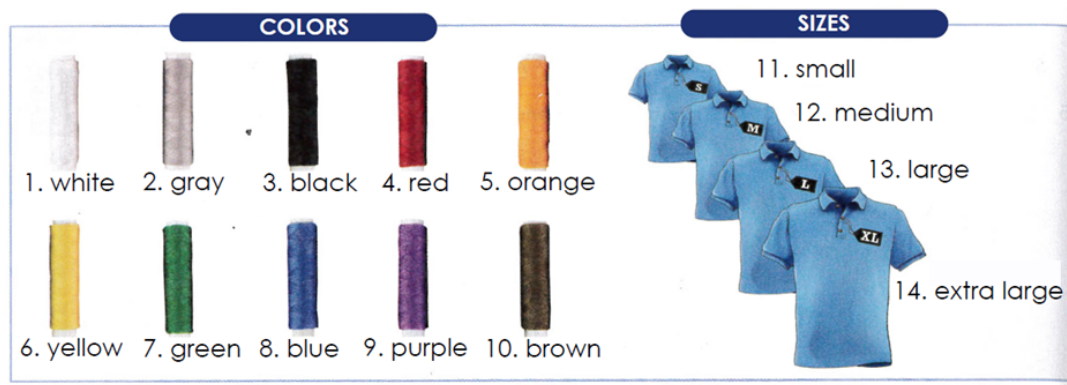 COLORS
1. white 2. gray 3. black 4. red 5. orange
6. yellow 7. green 8. blue 9. purple 10. brown
SIZES
S
11. small
M
12. medium
L
13. large
XL
14. extra large